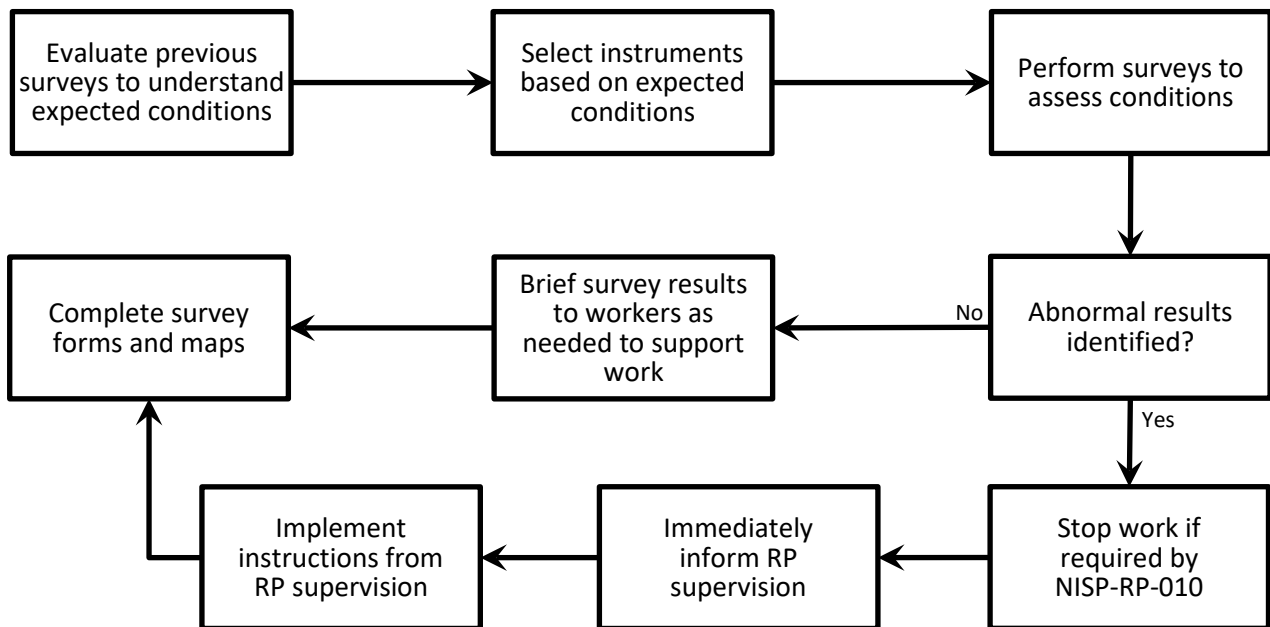 Evaluate previous
surveys to understand
expected conditions
Select instruments
based on expected
conditions
Perform surveys to
assess conditions
Abnormal results
identified?
No
Brief survey results
to workers as
needed to support
work
Complete survey
forms and maps
Yes
Stop work if
required by
NISP-RP-010
Immediately
inform RP
supervision
Implement
instructions from
RP supervision